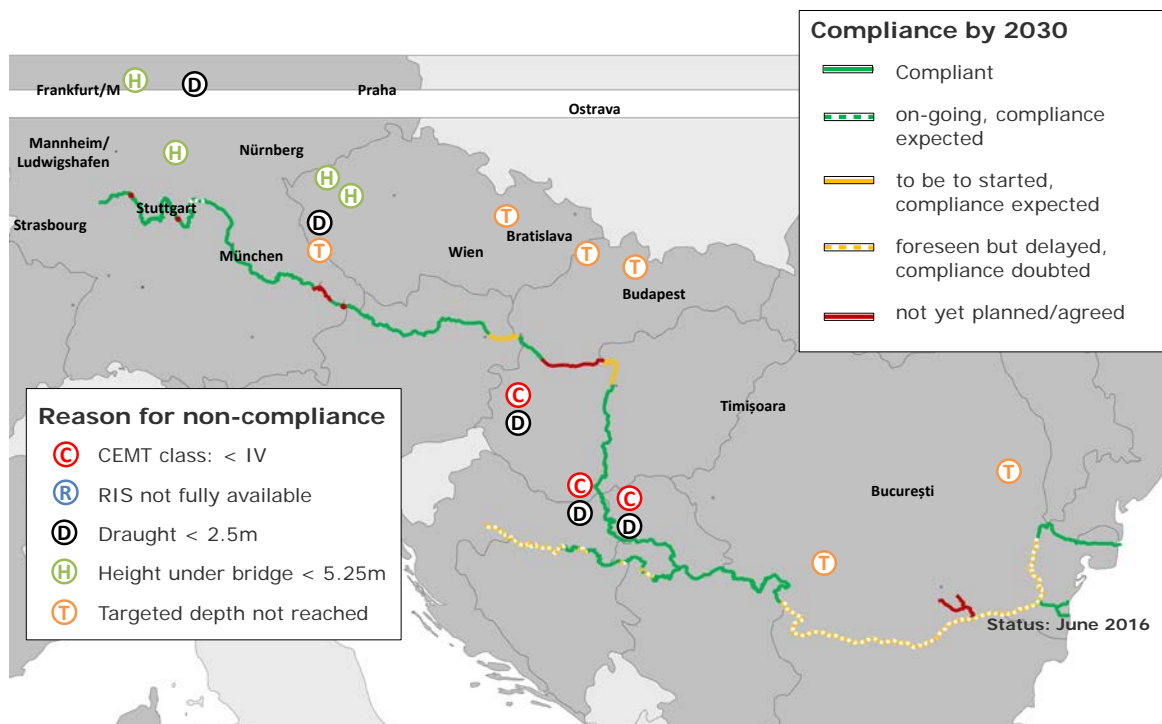 Compliance by 2030
Compliant
on-going, compliance
expected
to be to started,
compliance expected
foreseen but delayed,
compliance doubted
not yet planned/agreed
H
D
Frankfurt/M
Praha
Ostrava
Mannheim/
Ludwigshafen
H
Nürnberg
H
H
Stuttgart
Strasbourg
D
T
München
Wien
T
Bratislava
T
T
Budapest
Reason for non-compliance
C
CEMT class: < IV
R
RIS not fully available
D
Draught < 2.5m
H
Height under bridge < 5.25m
T
Targeted depth not reached
C
D
Timișoara
C
D
C
D
T
București
T
Status: June 2016